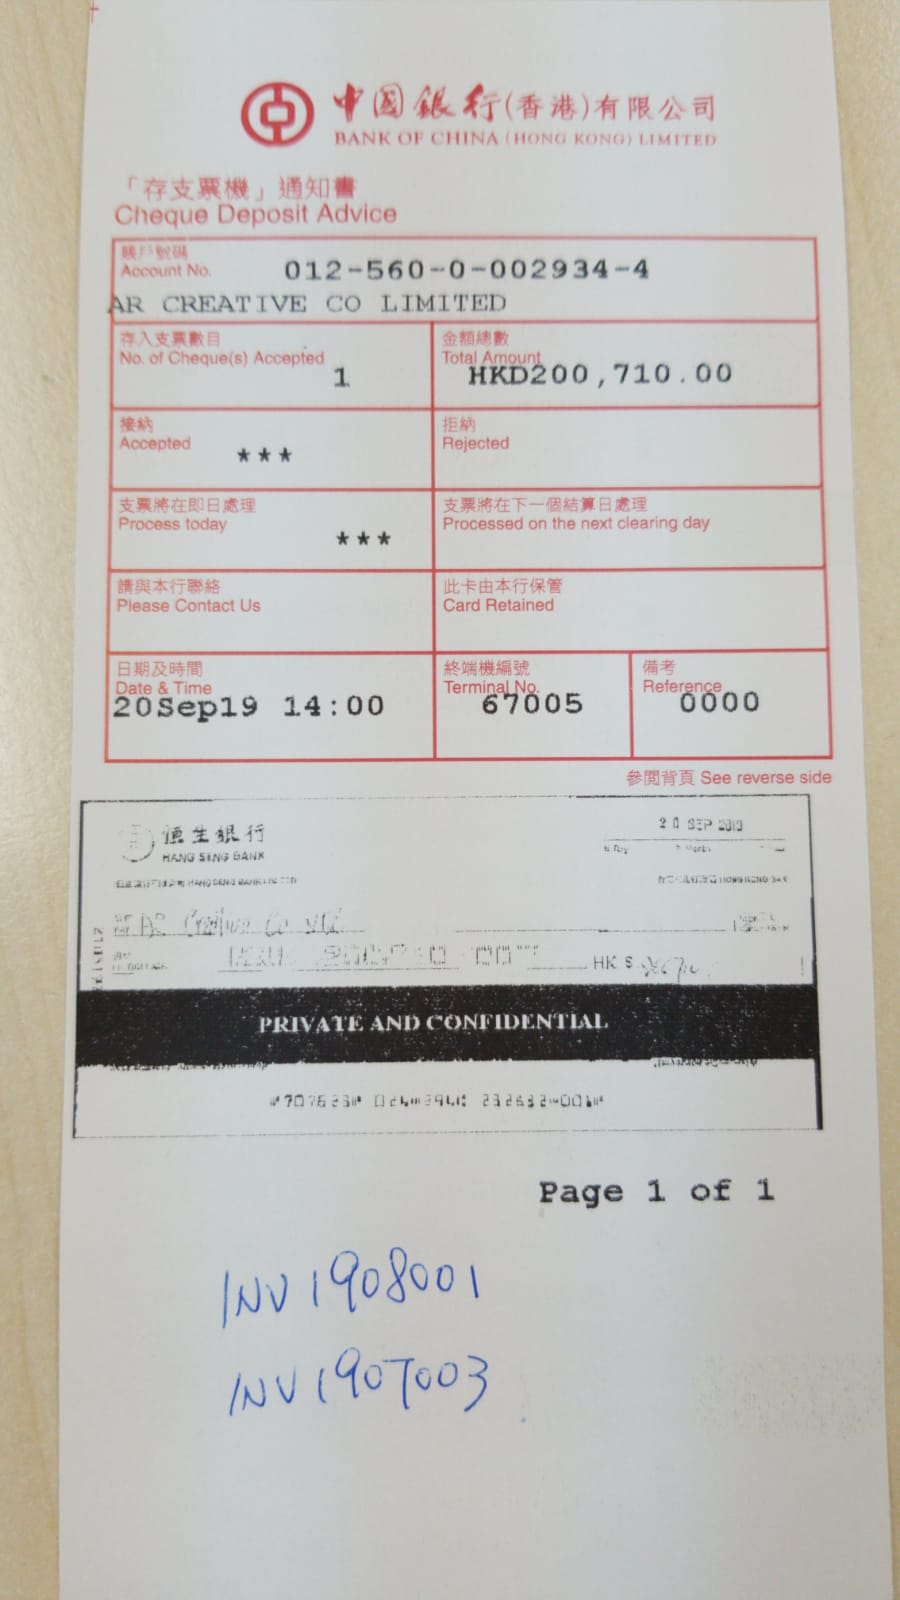 中國銀行(香港)有限公司
BANK OF CHINA (HONG KONG) LIMITED
「存支票機」通知書
Cheque Deposit Advice
賬戶號碼
Account No. 012-560-0-002934-4
AR CREATIVE CO LIMITED
存入支票數目
No. of Cheque(s) Accepted 1
金額總數
Total Amount
HKD200,710.00
接納
Accepted ***
拒納
Rejected
支票將在即日處理
Process today ***
支票將在下一個結算日處理
Processed on the next clearing day
請與本行聯絡
Please Contact Us
此卡由本行保管
Card Retained
日期及時間
Date & Time
20Sep19 14:00
終端機編號
Terminal No.
67005
備考
Reference
0000
參閱背頁 See reverse side
恒生銀行
HANG SENG BANK
20 SEP
AR Creative Co Ltd
HK $
PRIVATE AND CONFIDENTIAL
Page 1 of 1
INV1908001
INV1907003